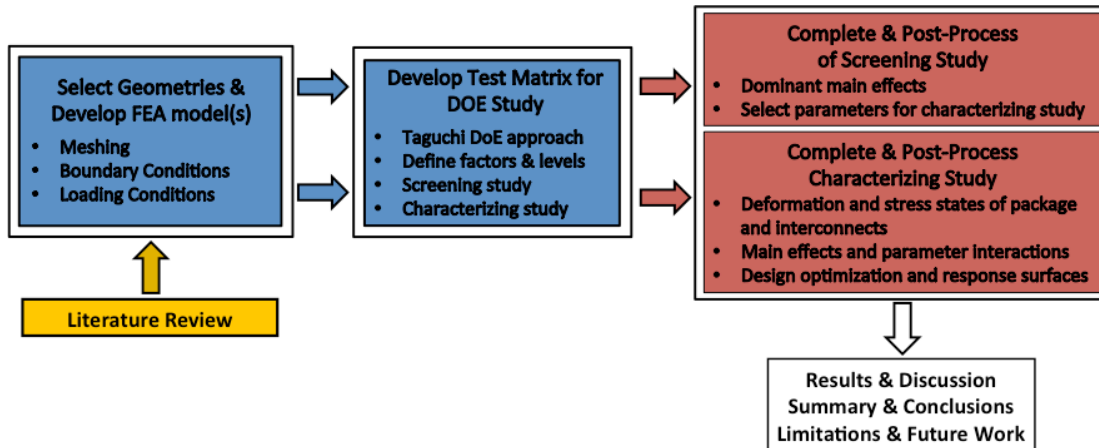 Select Geometries &
Develop FEA model(s)
• Meshing
• Boundary Conditions
• Loading Conditions
Literature Review
Develop Test Matrix for
DOE Study
• Taguchi DoE approach
• Define factors & levels
• Screening study
• Characterizing study
Complete & Post-Process
of Screening Study
• Dominant main effects
• Select parameters for characterizing study
Complete & Post-Process
Characterizing Study
• Deformation and stress states of package
and interconnects
• Main effects and parameter interactions
• Design optimization and response surfaces
Results & Discussion
Summary & Conclusions
Limitations & Future Work